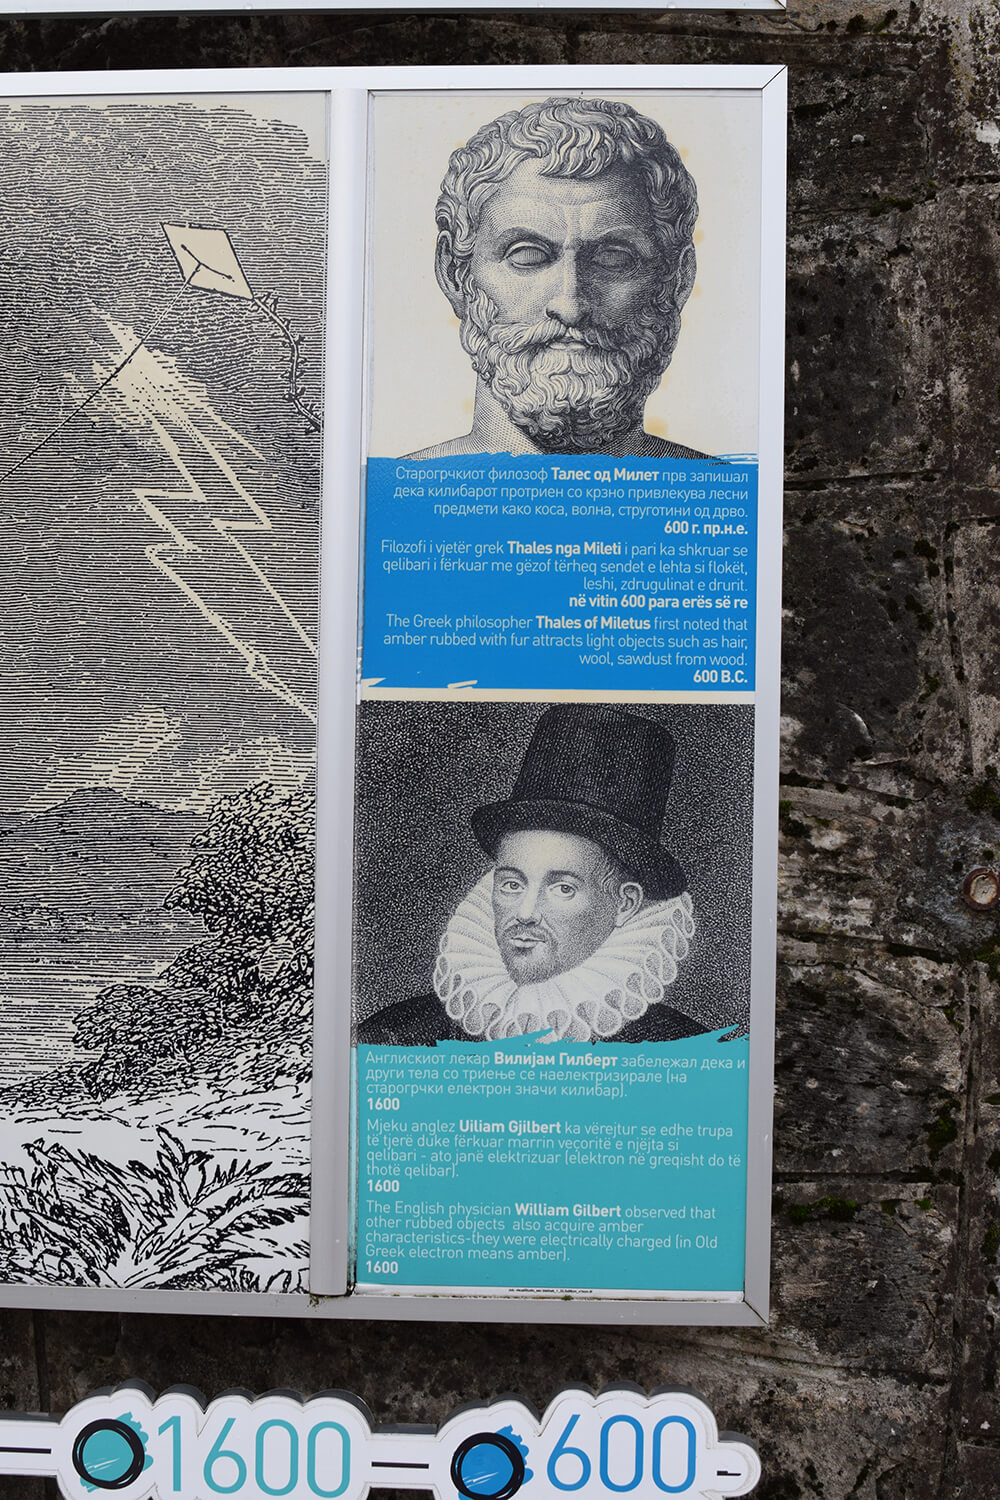 Старогрчкиот филозоф Талес од Милет прв запишал
дека килибарот протриен со крзно привлекува лесни
предмети како коса, волна, струготини од дрво.
600 г. пр.н.е.
Filozofi i vjetër grek Thales nga Mileti i pari ka shkruar se
qelibari i fërkuar me gëzof tërheq sendet e lehta si flokët,
leshi, zdrugulinat e drurit.
në vitin 600 para erës së re
The Greek philosopher Thales of Miletus first noted that
amber rubbed with fur attracts light objects such as hair,
wool, sawdust from wood.
600 B.C.
Англискиот лекар Вилијам Гилберт забележал дека и
други тела со триење се наелектризирале (на
старогрчки електрон значи килибар).
1600
Mjeku anglez Uiliam Gjilbert ka vërejtur se edhe trupa
të tjerë duke fërkuar marrin veçoritë e njëjta si
qelibari - ato janë elektrizuar (elektron në greqisht do të
thotë qelibar).
1600
The English physician William Gilbert observed that
other rubbed objects also acquire amber
characteristics-they were electrically charged (in Old
Greek electron means amber).
1600
1600
600